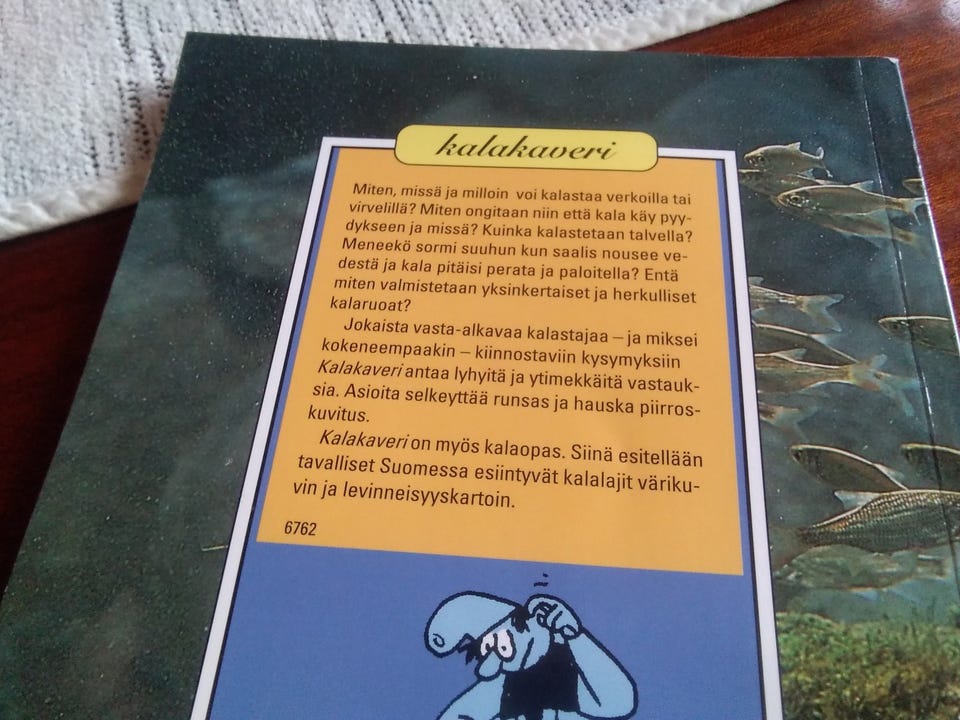 kalakaveri
Miten, missä ja milloin voi kalastaa verkoilla tai
virvelillä? Miten ongitaan niin että kala käy pyy-
dykseen ja missä? Kuinka kalastetaan talvella?
Meneekö sormi suuhun kun saalis nousee ve-
destä ja kala pitäisi perata ja paloitella? Entä
miten valmistetaan yksinkertaiset ja herkulliset
kalaruoat?
Jokaista vasta-alkavaa kalastajaa – ja miksei
kokeneempaakin – kiinnostaviin kysymyksiin
Kalakaveri antaa lyhyitä ja ytimekkäitä vastauk-
sia. Asioita selkeyttää runsas ja hauska piirros-
kuvitus.
Kalakaveri on myös kalaopas. Siinä esitellään
tavalliset Suomessa esiintyvät kalalajit väriku-
vin ja levinneisyyskartoin.
6762